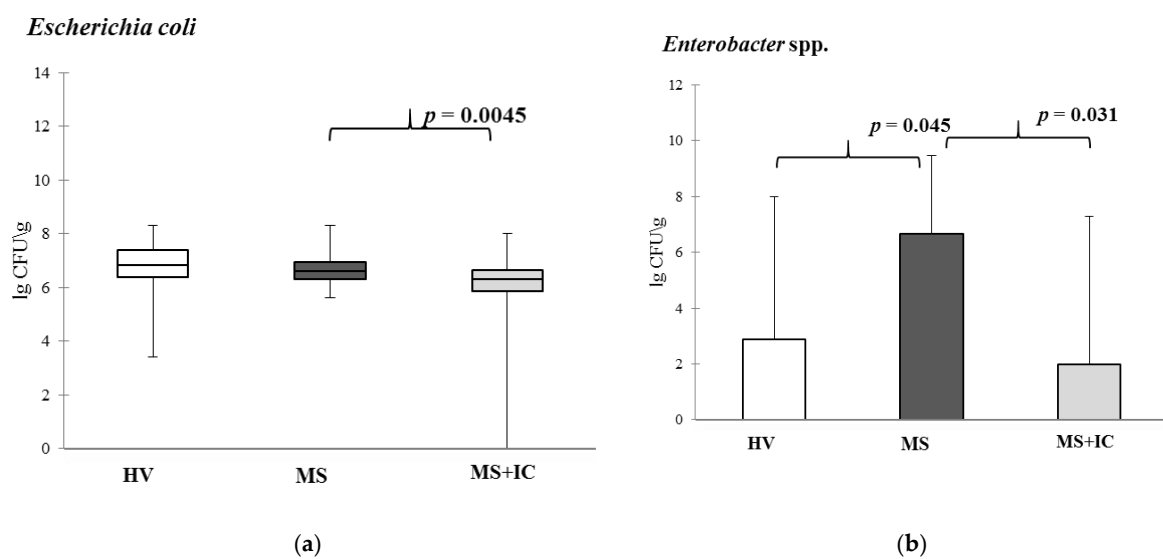 Escherichia coli
14
12
10
8
6
4
2
0
lg CFU\g
p = 0.0045
HV
MS
MS+IC
(a)
Enterobacter spp.
12
10
8
6
4
2
0
lg CFU\g
p = 0.045
p = 0.031
HV
MS
MS+IC
(b)